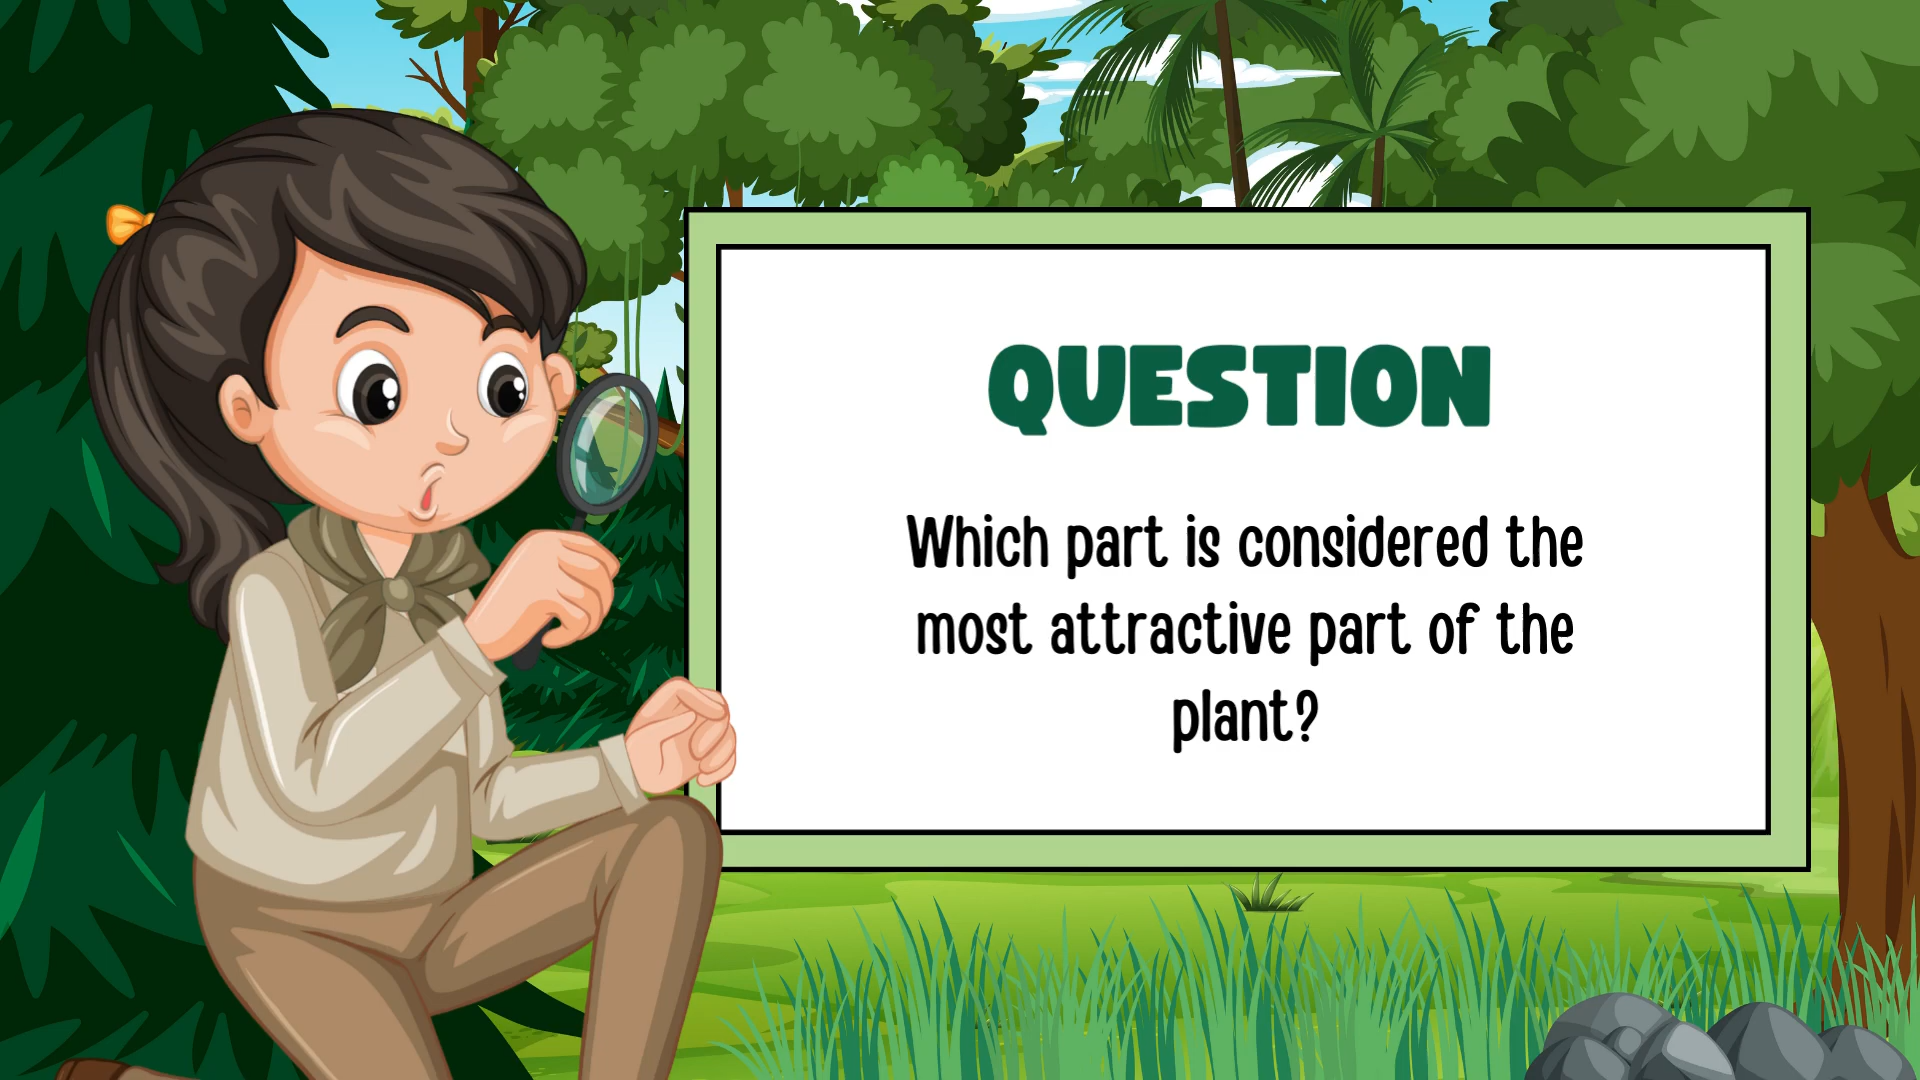 QUESTION
Which part is considered the
most attractive part of the
plant?